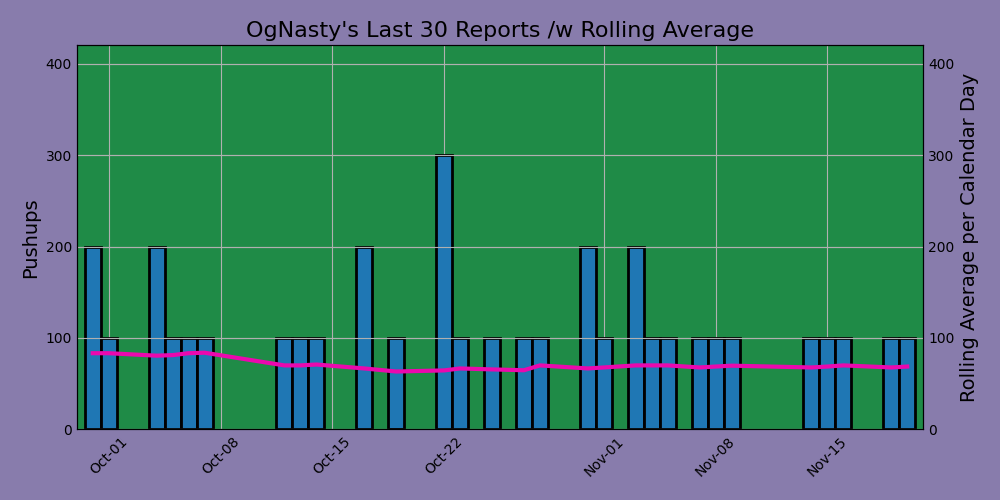 OgNasty's Last 30 Reports /w Rolling Average
Pushups
400
300
200
100
0
400
300
200
100
0
Rolling Average per Calendar Day
Oct-01
Oct-08
Oct-15
Oct-22
Nov-01
Nov-08
Nov-15